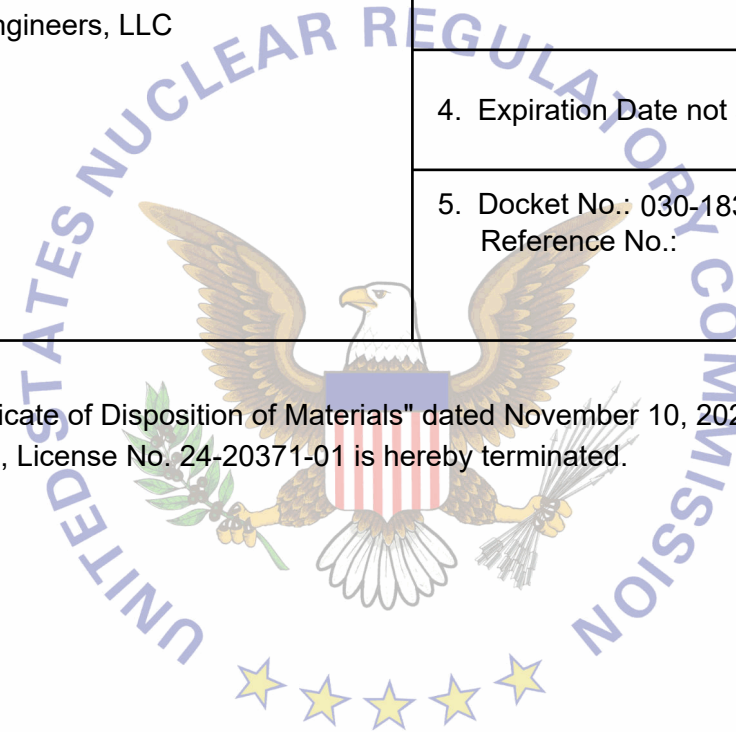 ngineers, LLC
4. Expiration Date not
5. Docket No.: 030-183
Reference No.:
icate of Disposition of Materials" dated November 10, 202
, License No. 24-20371-01 is hereby terminated.
UNITED STATES NUCLEAR REGULATORY COMMISSION